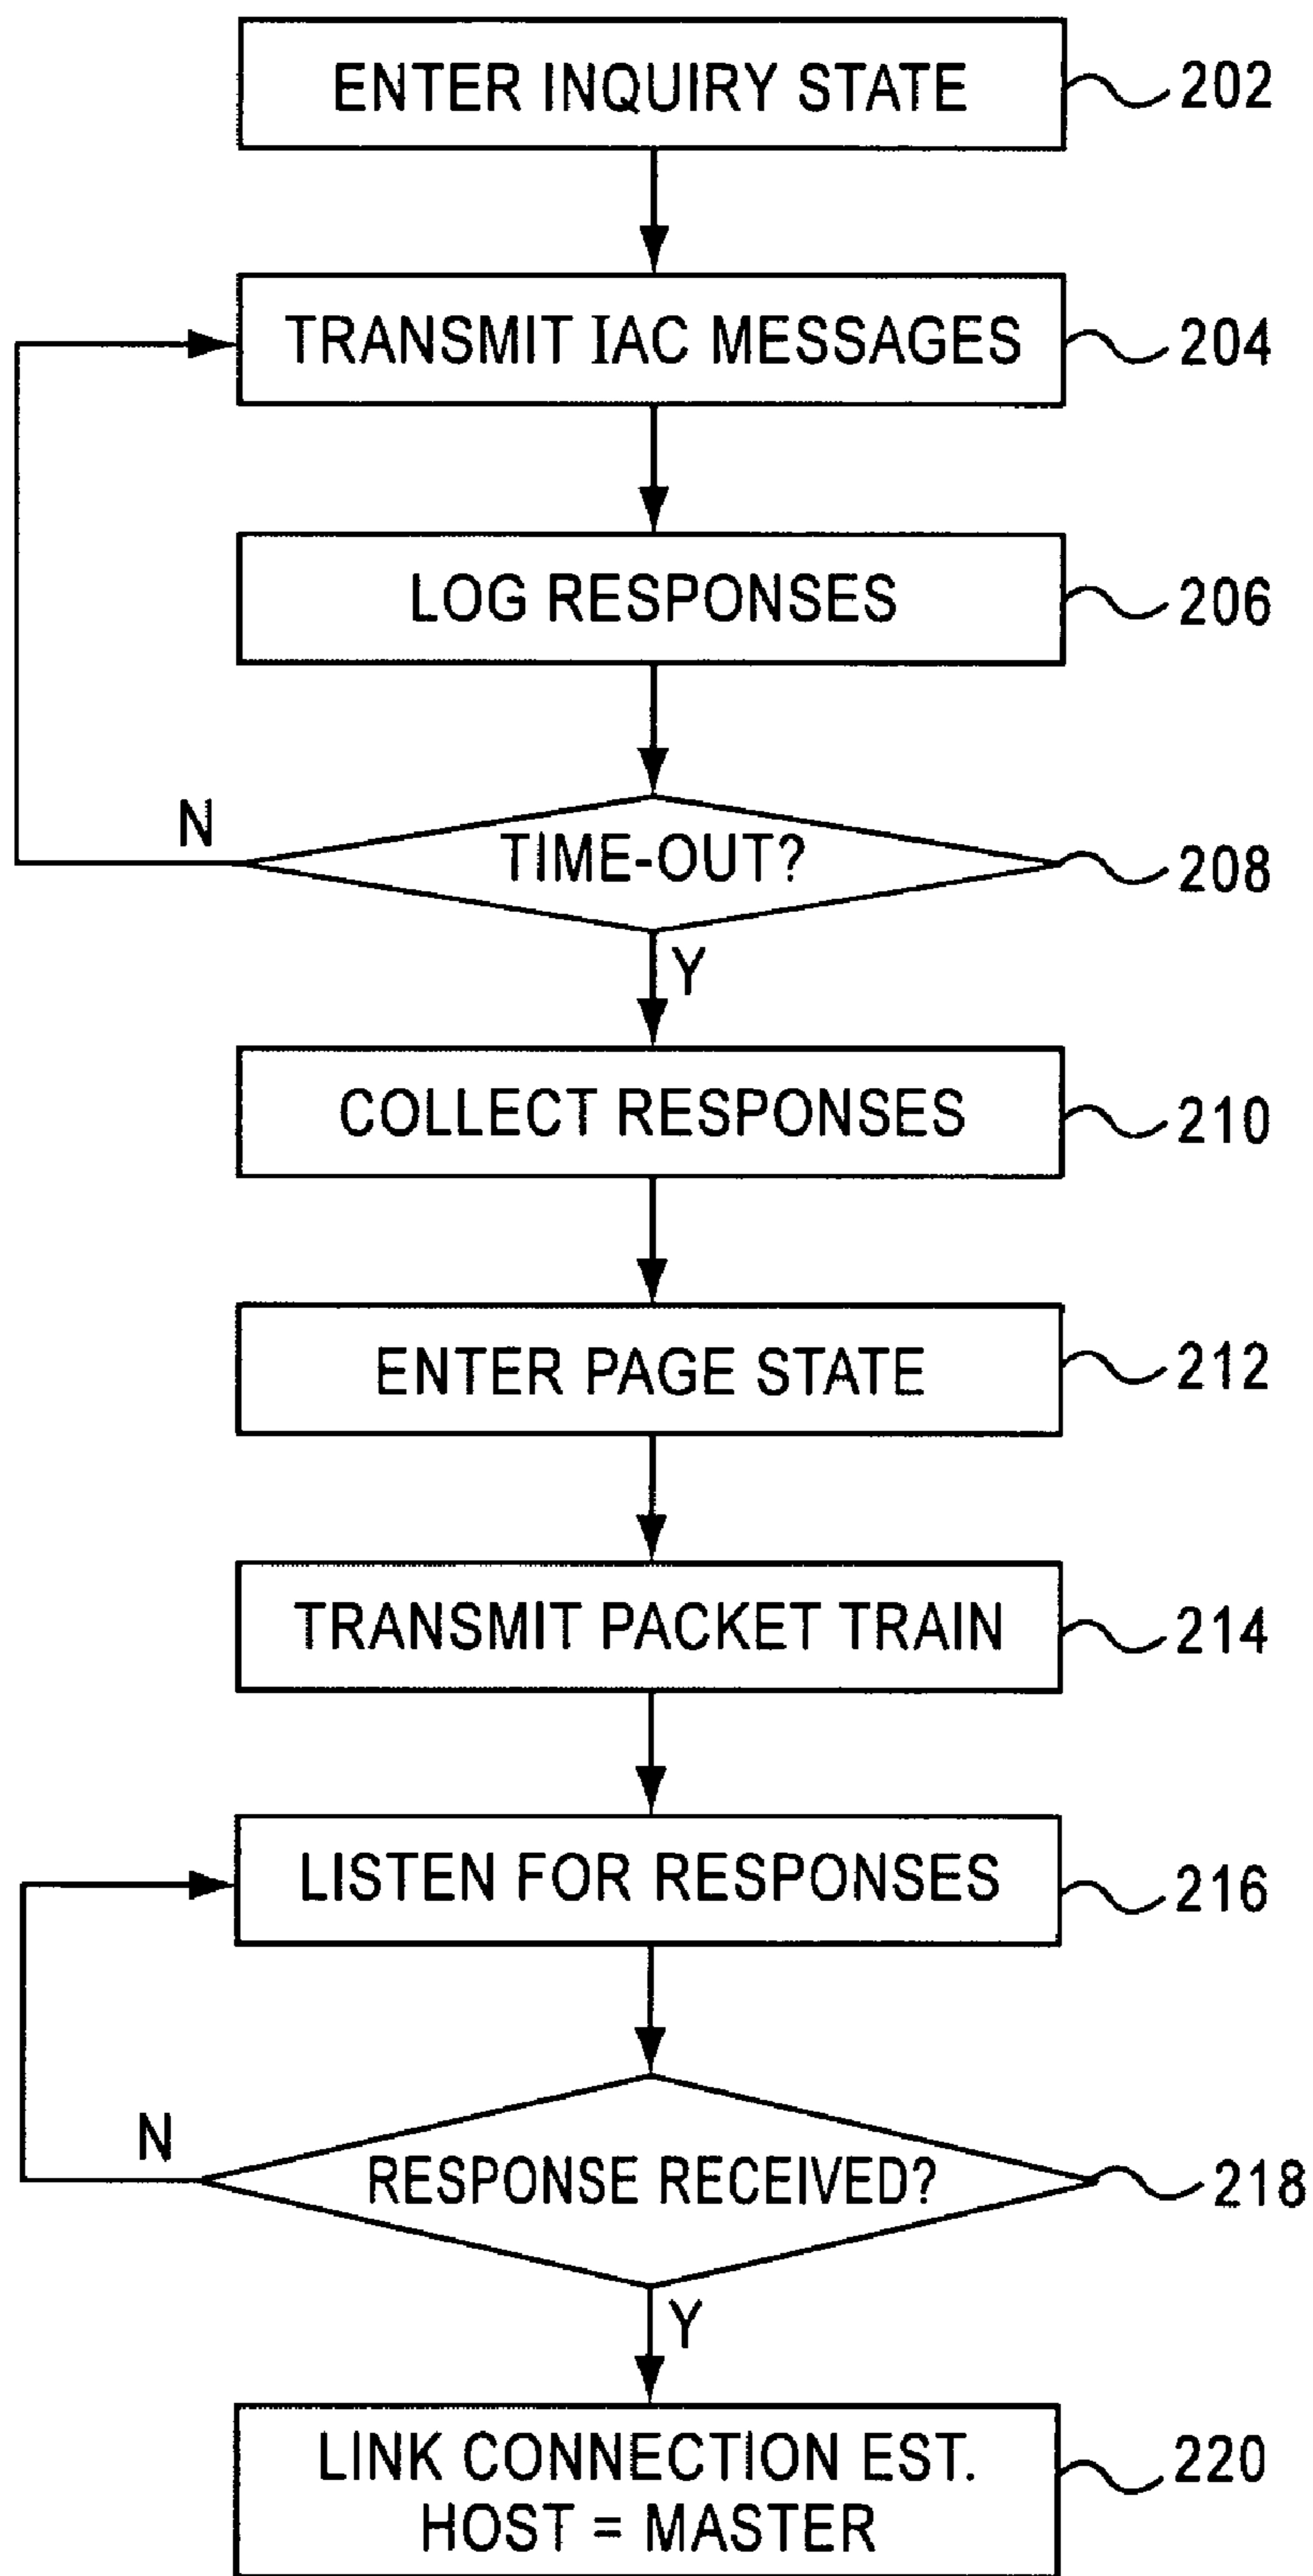 ENTER INQUIRY STATE
202
TRANSMIT IAC MESSAGES
204
LOG RESPONSES
206
N
TIME-OUT?
208
Y
COLLECT RESPONSES
210
ENTER PAGE STATE
212
TRANSMIT PACKET TRAIN
214
LISTEN FOR RESPONSES
216
N
RESPONSE RECEIVED?
218
Y
LINK CONNECTION EST.
HOST = MASTER
220